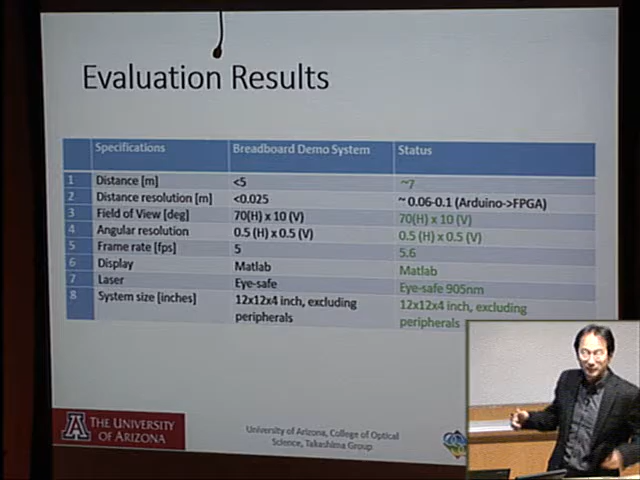 Evaluation Results
Specifications Breadboard Demo System Status
1 Distance [m] <5 ~7
2 Distance resolution [m] <0.025 ~ 0.06-0.1 (Arduino->FPGA)
3 Field of View [deg] 70(H) x 10 (V) 70(H) x 10 (V)
4 Angular resolution 0.5 (H) x 0.5 (V) 0.5 (H) x 0.5 (V)
5 Frame rate [fps] 5 5.6
6 Display Matlab Matlab
7 Laser Eye-safe Eye-safe 905nm
8 System size [inches] 12x12x4 inch, excluding 12x12x4 inch, excluding
peripherals peripherals
THE UNIVERSITY
OF ARIZONA
University of Arizona, College of Optical
Science, Takashima Group